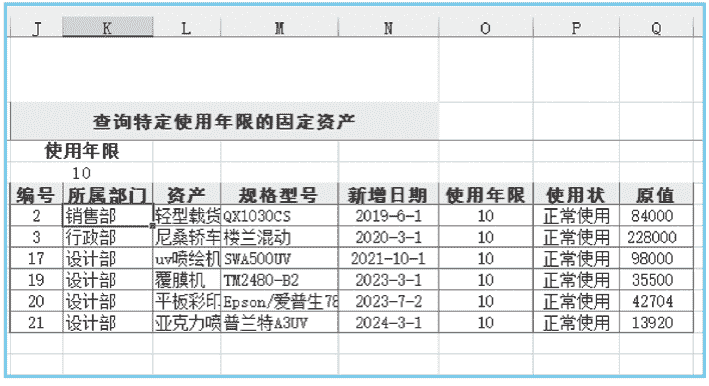 J K L M N O P Q
查询特定使用年限的固定资产
使用年限
10
编号 所属部门 资产 规格型号 新增日期 使用年限 使用状 原值
2 销售部 轻型载货 QX1030CS 2019-6-1 10 正常使用 84000
3 行政部 尼桑轿车 楼兰混动 2020-3-1 10 正常使用 228000
17 设计部 uv喷绘机 SWA500UV 2021-10-1 10 正常使用 98000
19 设计部 覆膜机 TM2480-B2 2023-3-1 10 正常使用 35500
20 设计部 平板彩印 Epson/爱普生78 2023-7-2 10 正常使用 42704
21 设计部 亚克力喷 普兰特A3UV 2024-3-1 10 正常使用 13920